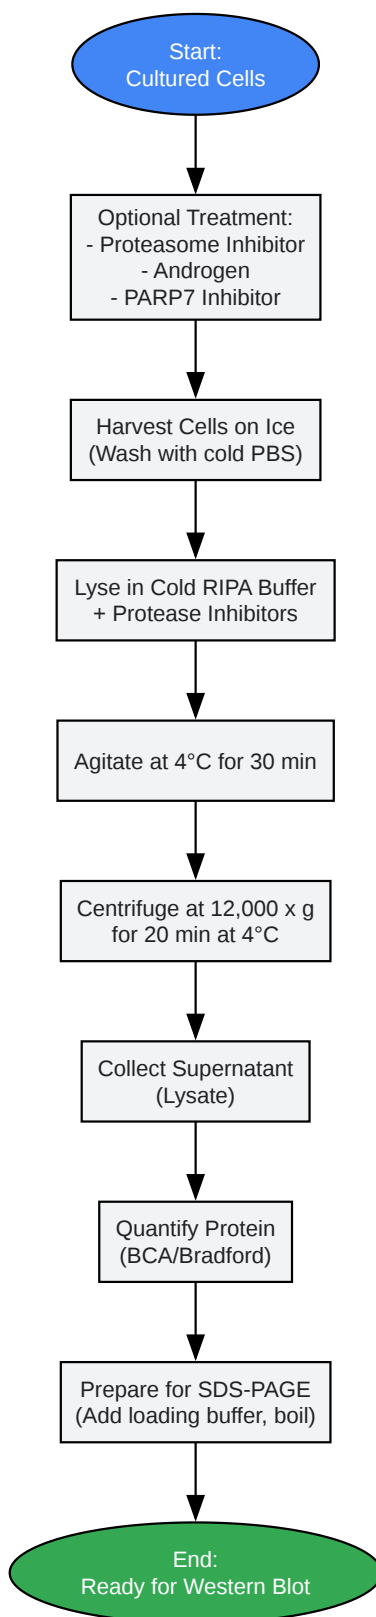 Start:
Cultured Cells
Optional Treatment:
- Proteasome Inhibitor
- Androgen
- PARP7 Inhibitor
Harvest Cells on Ice
(Wash with cold PBS)
Lyse in Cold RIPA Buffer
+ Protease Inhibitors
Agitate at 4°C for 30 min
Centrifuge at 12,000 x g
for 20 min at 4°C
Collect Supernatant
(Lysate)
Quantify Protein
(BCA/Bradford)
Prepare for SDS-PAGE
(Add loading buffer, boil)
End:
Ready for Western Blot